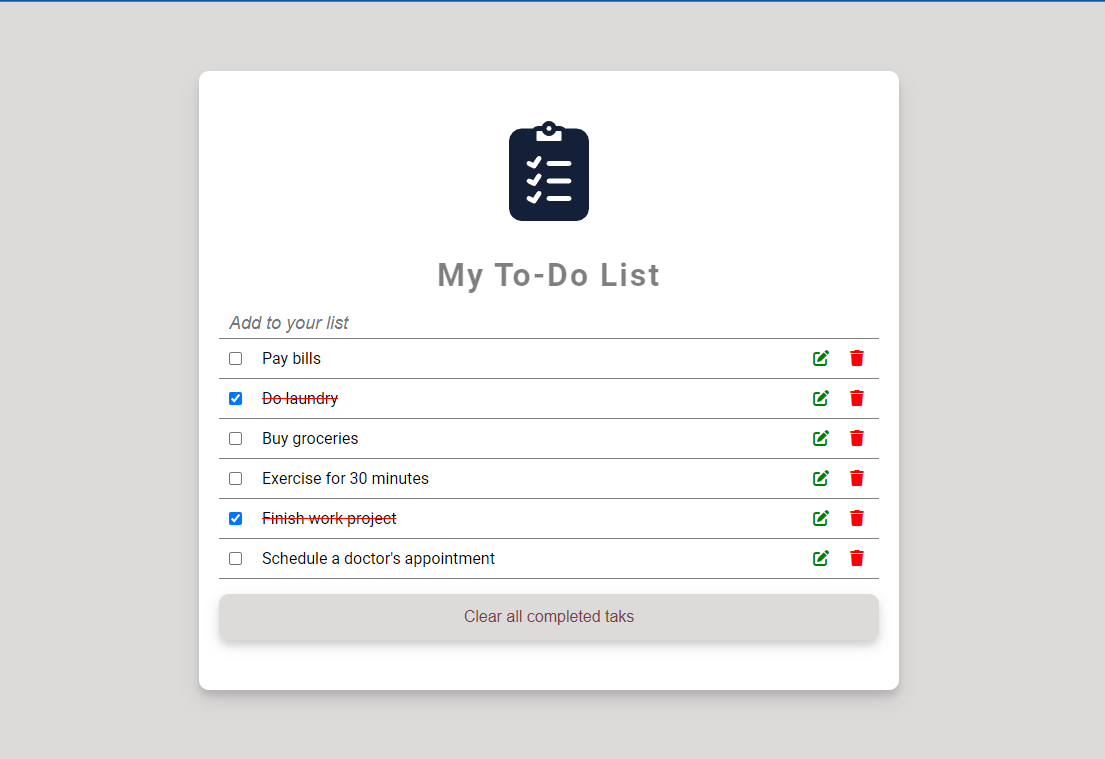 My To-Do List
Add to your list
Pay bills
Do laundry
Buy groceries
Exercise for 30 minutes
Finish work project
Schedule a doctor's appointment
Clear all completed taks